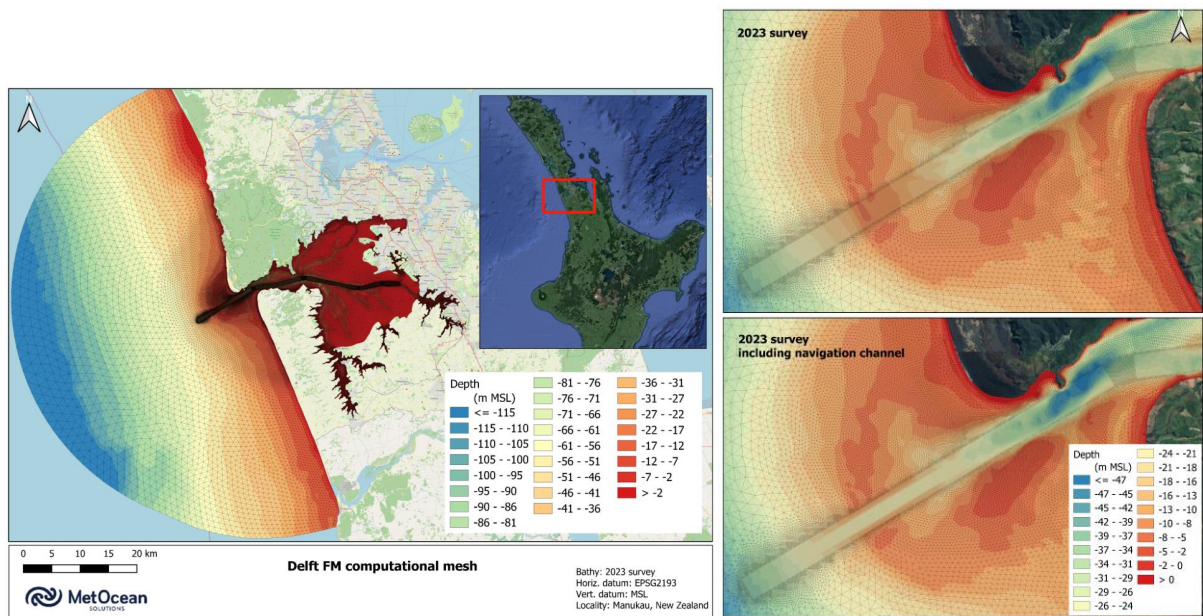 N
Depth
(m MSL)
<= -115
-115 - -110
-110 - -105
-105 - -100
-100 - -95
-95 - -90
-90 - -86
-86 - -81
-81 - -76
-76 - -71
-71 - -66
-66 - -61
-61 - -56
-56 - -51
-51 - -46
-46 - -41
-41 - -36
-36 - -31
-31 - -27
-27 - -22
-22 - -17
-17 - -12
-12 - -7
-7 - -2
> -2
0 5 10 15 20 km
MetOcean
SOLUTIONS
Delft FM computational mesh
Bathy: 2023 survey
Horiz. datum: EPSG2193
Vert. datum: MSL
Locality: Manukau, New Zealand
2023 survey
N
2023 survey
including navigation channel
N
Depth
(m MSL)
<= -47
-47 - -45
-45 - -42
-42 - -39
-39 - -37
-37 - -34
-34 - -31
-31 - -29
-29 - -26
-26 - -24
-24 - -21
-21 - -18
-18 - -16
-16 - -13
-13 - -10
-10 - -8
-8 - -5
-5 - -2
-2 - 0
> 0